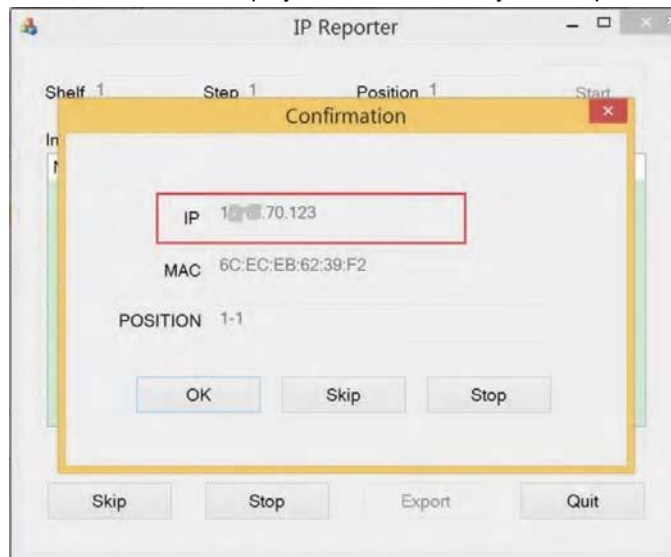 IP Reporter
Shelf 1 Step 1 Position 1 Start
Confirmation
IP .70.123
MAC 6C:EC:EB:62:39:F2
POSITION 1-1
OK Skip Stop
Skip Stop Export Quit